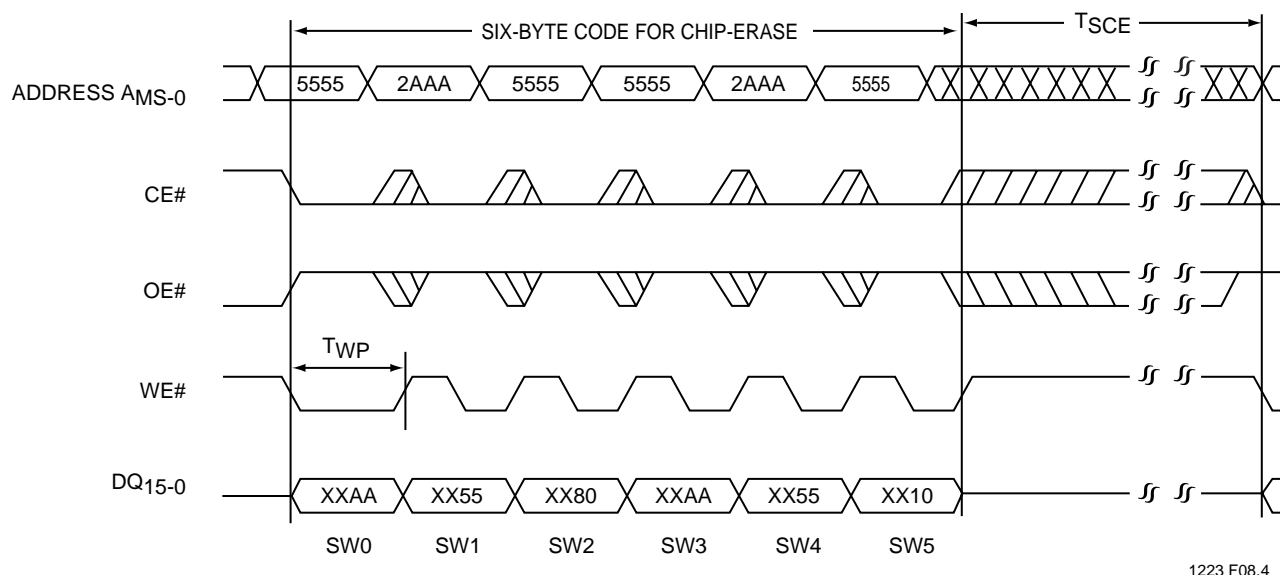 SIX-BYTE CODE FOR CHIP-ERASE TSCE
ADDRESS AMS-0 5555 2AAA 5555 5555 2AAA 5555
CE#
OE#
TWP
WE#
DQ15-0 XXAA XX55 XX80 XXAA XX55 XX10
SW0 SW1 SW2 SW3 SW4 SW5
1223 F08.4